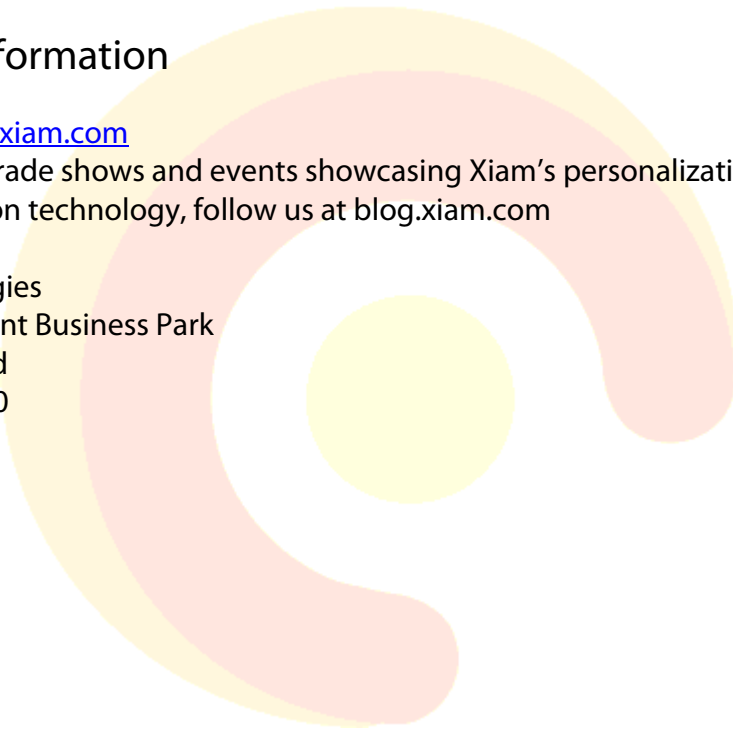 formation
xiam.com
rade shows and events showcasing Xiam’s personalizati
on technology, follow us at blog.xiam.com
gies
nt Business Park
d
0